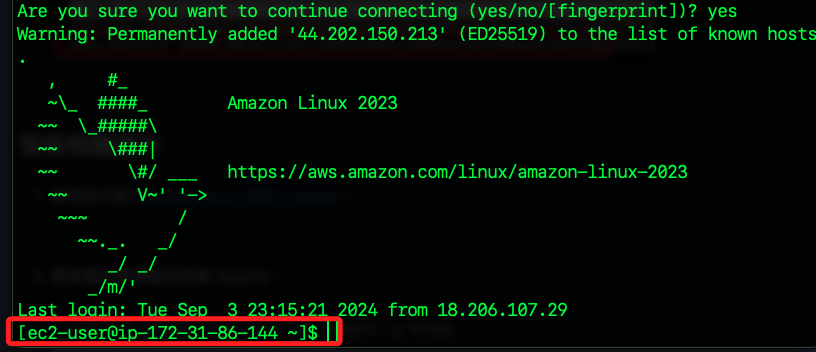 Are you sure you want to continue connecting (yes/no/[fingerprint])? yes
Warning: Permanently added '44.202.150.213' (ED25519) to the list of known hosts
.
   ,     #_
   ~\_  ####_        Amazon Linux 2023
  ~~  \_#####\
  ~~     \###|
  ~~       \#/ ___   https://aws.amazon.com/linux/amazon-linux-2023
   ~~       V~' '->
    ~~~         /
      ~~._.   _/
         _/ _/
       _/m/'
Last login: Tue Sep  3 23:15:21 2024 from 18.206.107.29
[ec2-user@ip-172-31-86-144 ~]$